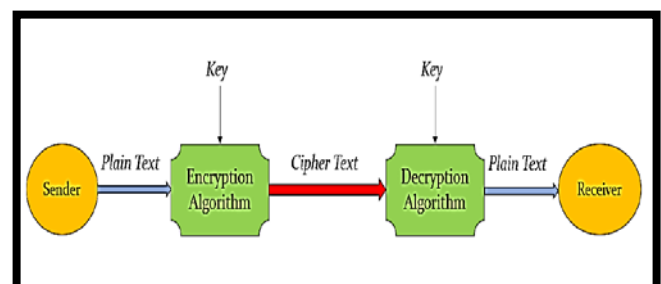 Key
Key
Plain Text
Cipher Text
Plain Text
Sender
Encryption
Algorithm
Decryption
Algorithm
Receiver